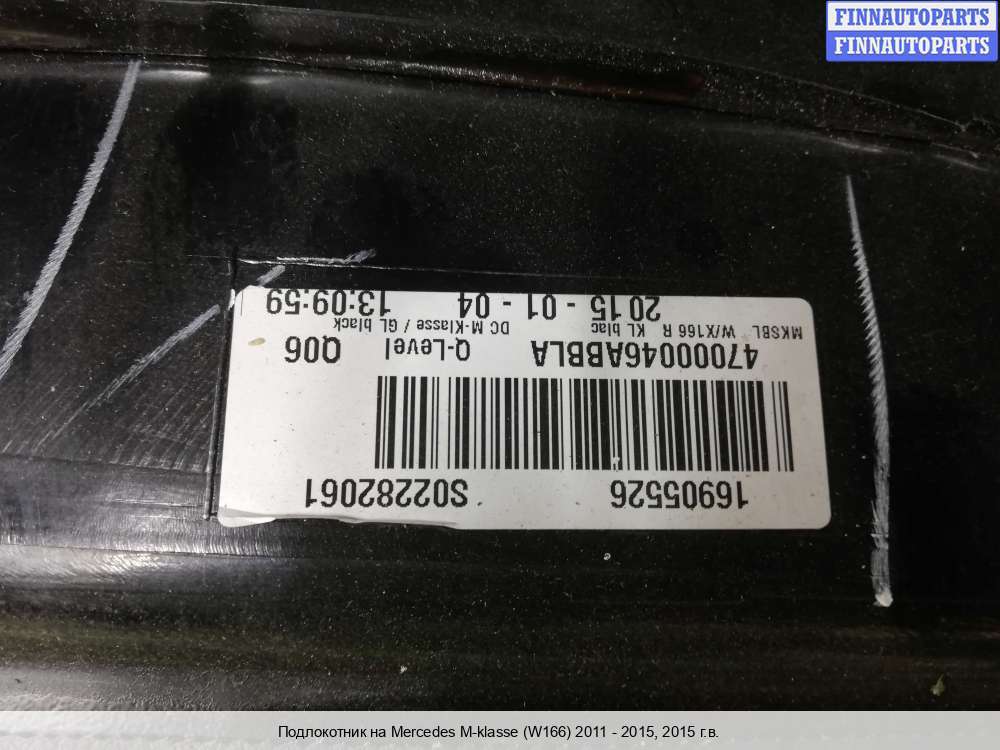 FINNAUTOPARTS
FINNAUTOPARTS
16905526 S02282061
47000046ABBLA Q-Level Q06
MKSBL W/X166 R KL blac DC M-Klasse / GL black
2015 - 01 - 04 13:09:59
Подлокотник на Mercedes M-klasse (W166) 2011 - 2015, 2015 г.в.